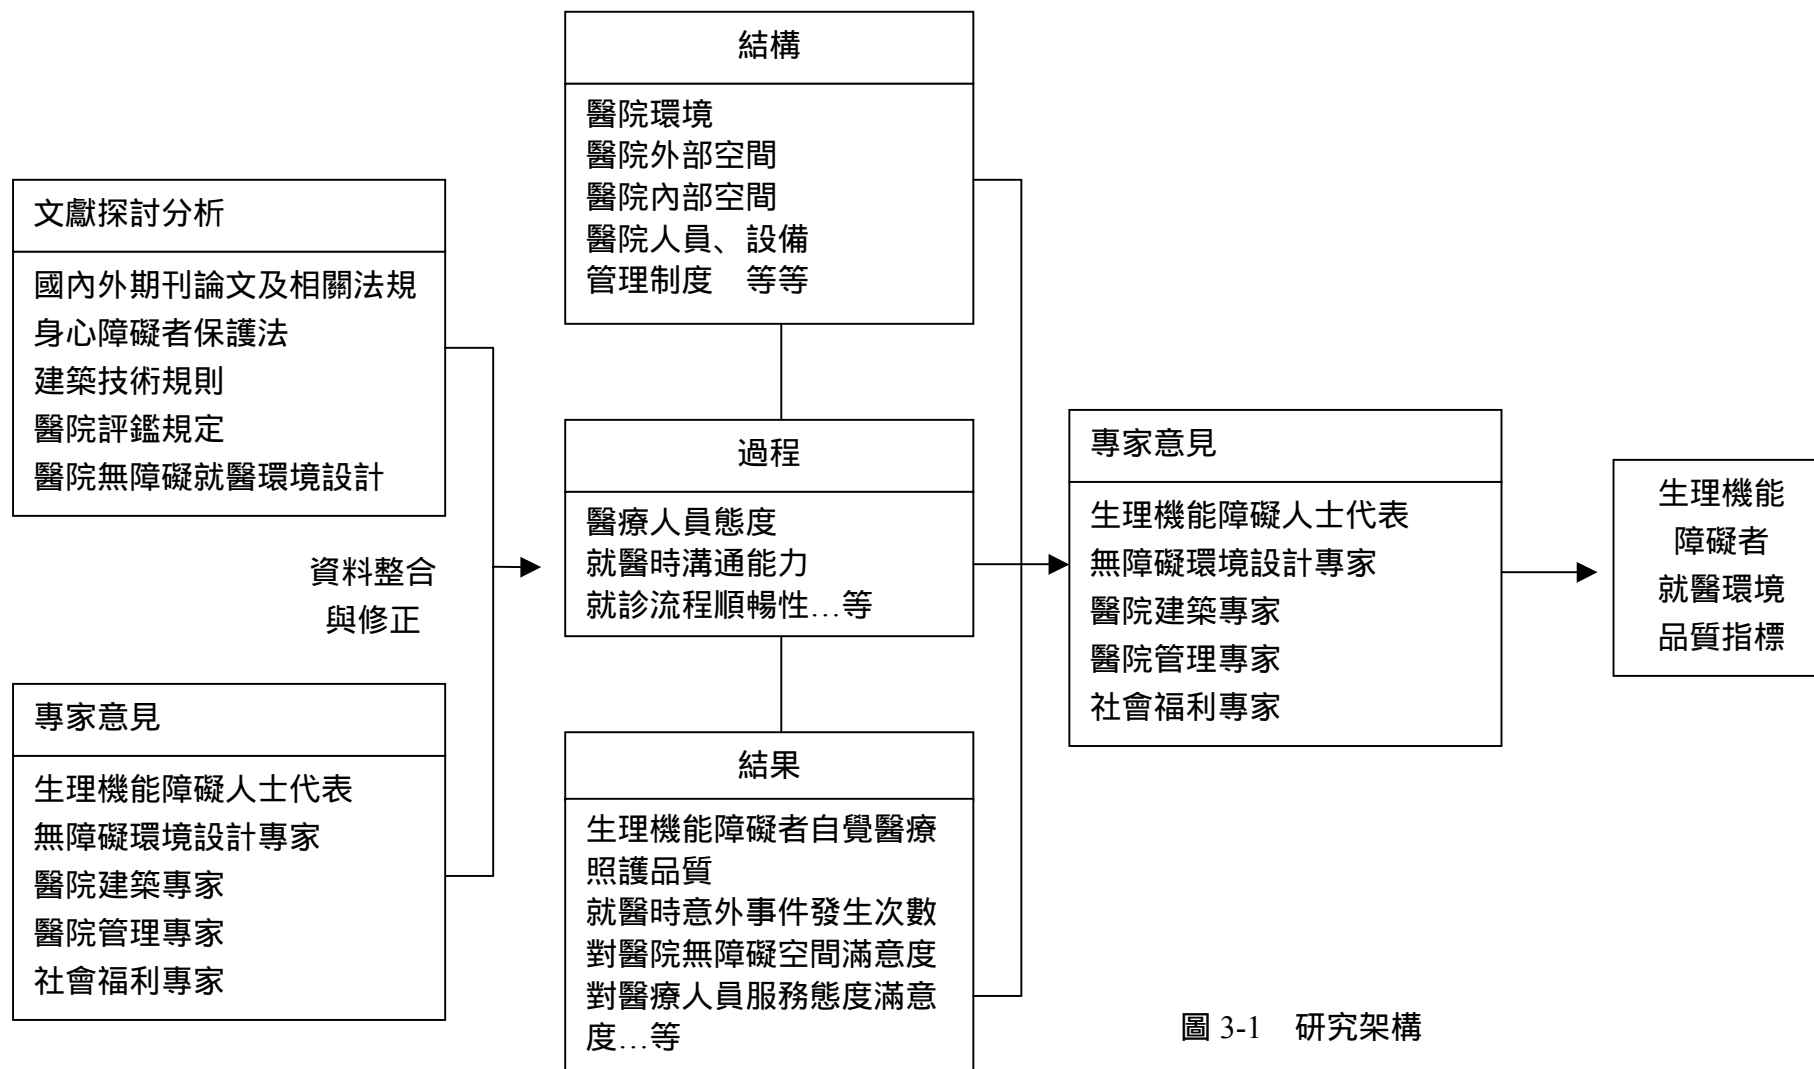 文獻探討分析
國內外期刊論文及相關法規
身心障礙者保護法
建築技術規則
醫院評鑑規定
醫院無障礙就醫環境設計
專家意見
生理機能障礙人士代表
無障礙環境設計專家
醫院建築專家
醫院管理專家
社會福利專家
資料整合
與修正
結構
醫院環境
醫院外部空間
醫院內部空間
醫院人員、設備
管理制度　等等
過程
醫療人員態度
就醫時溝通能力
就診流程順暢性…等
結果
生理機能障礙者自覺醫療
照護品質
就醫時意外事件發生次數
對醫院無障礙空間滿意度
對醫療人員服務態度滿意
度…等
專家意見
生理機能障礙人士代表
無障礙環境設計專家
醫院建築專家
醫院管理專家
社會福利專家
生理機能
障礙者
就醫環境
品質指標
圖 3-1　研究架構